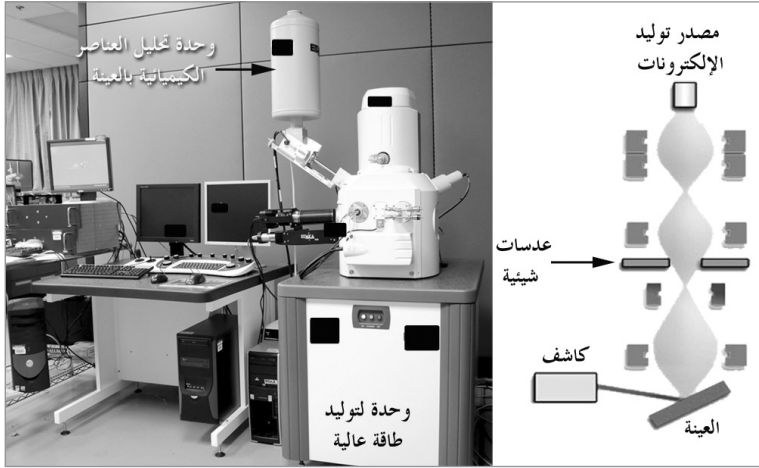 وحدة تحليل العناصر
الكيميائية بالعينة
وحدة لتوليد
طاقة عالية
مصدر توليد
الإلكترونات
عدسات
شيئية
كاشف
العينة